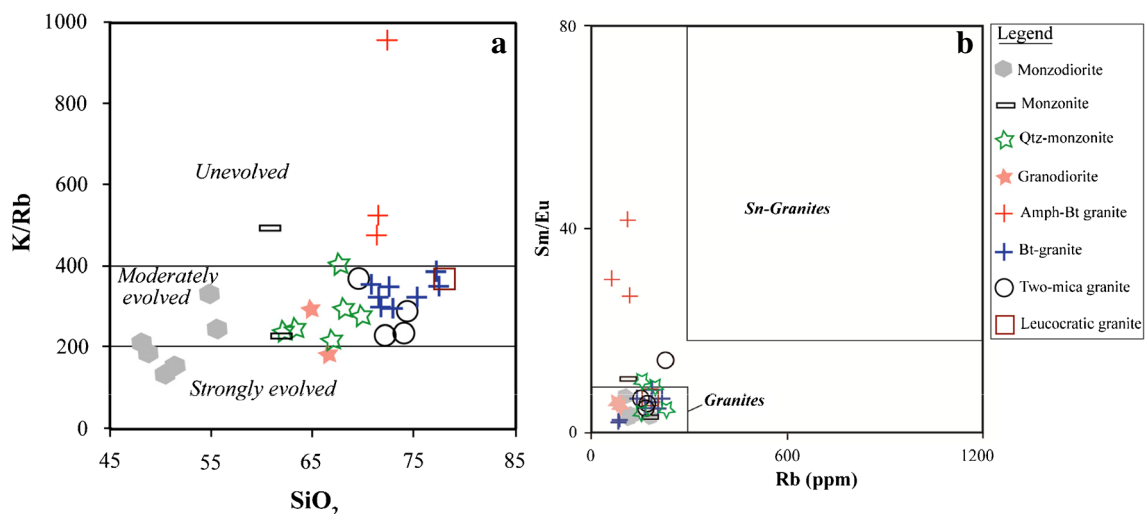 1000
800
600
400
200
0
K/Rb
a
Unevolved
Moderately
evolved
Strongly evolved
45
55
65
75
85
SiO2
80
40
0
Sm/Eu
b
Sn-Granites
Granites
0
600
1200
Rb (ppm)
Legend
Monzodiorite
Monzonite
Qtz-monzonite
Granodiorite
Amph-Bt granite
Bt-granite
Two-mica granite
Leucocratic granite